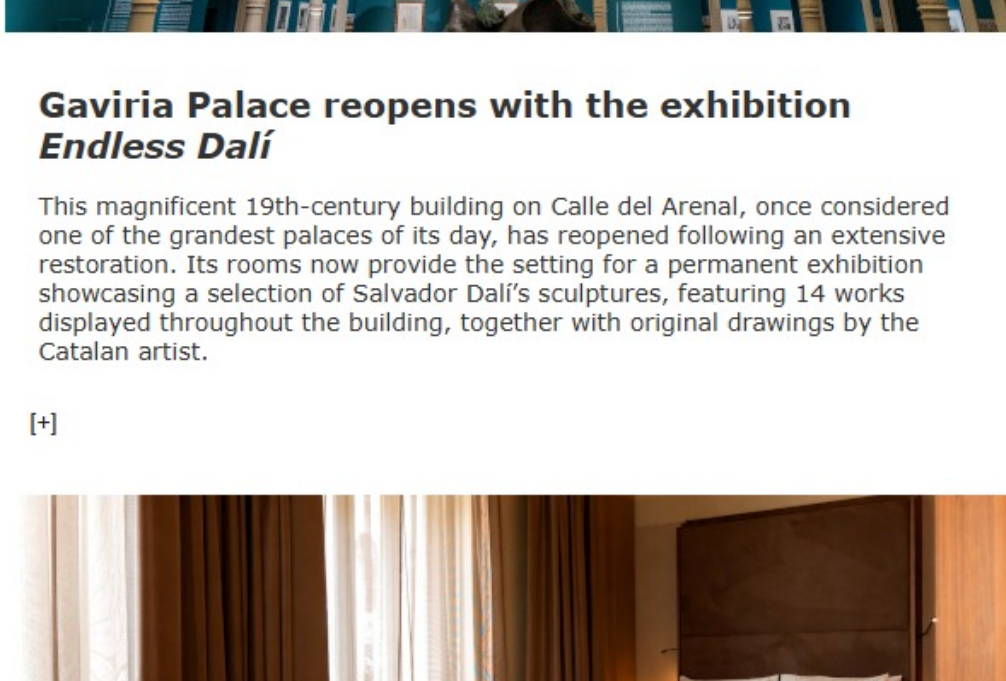 Gaviria Palace reopens with the exhibition
Endless Dalí
This magnificent 19th-century building on Calle del Arenal, once considered
one of the grandest palaces of its day, has reopened following an extensive
restoration. Its rooms now provide the setting for a permanent exhibition
showcasing a selection of Salvador Dalí’s sculptures, featuring 14 works
displayed throughout the building, together with original drawings by the
Catalan artist.
[+]